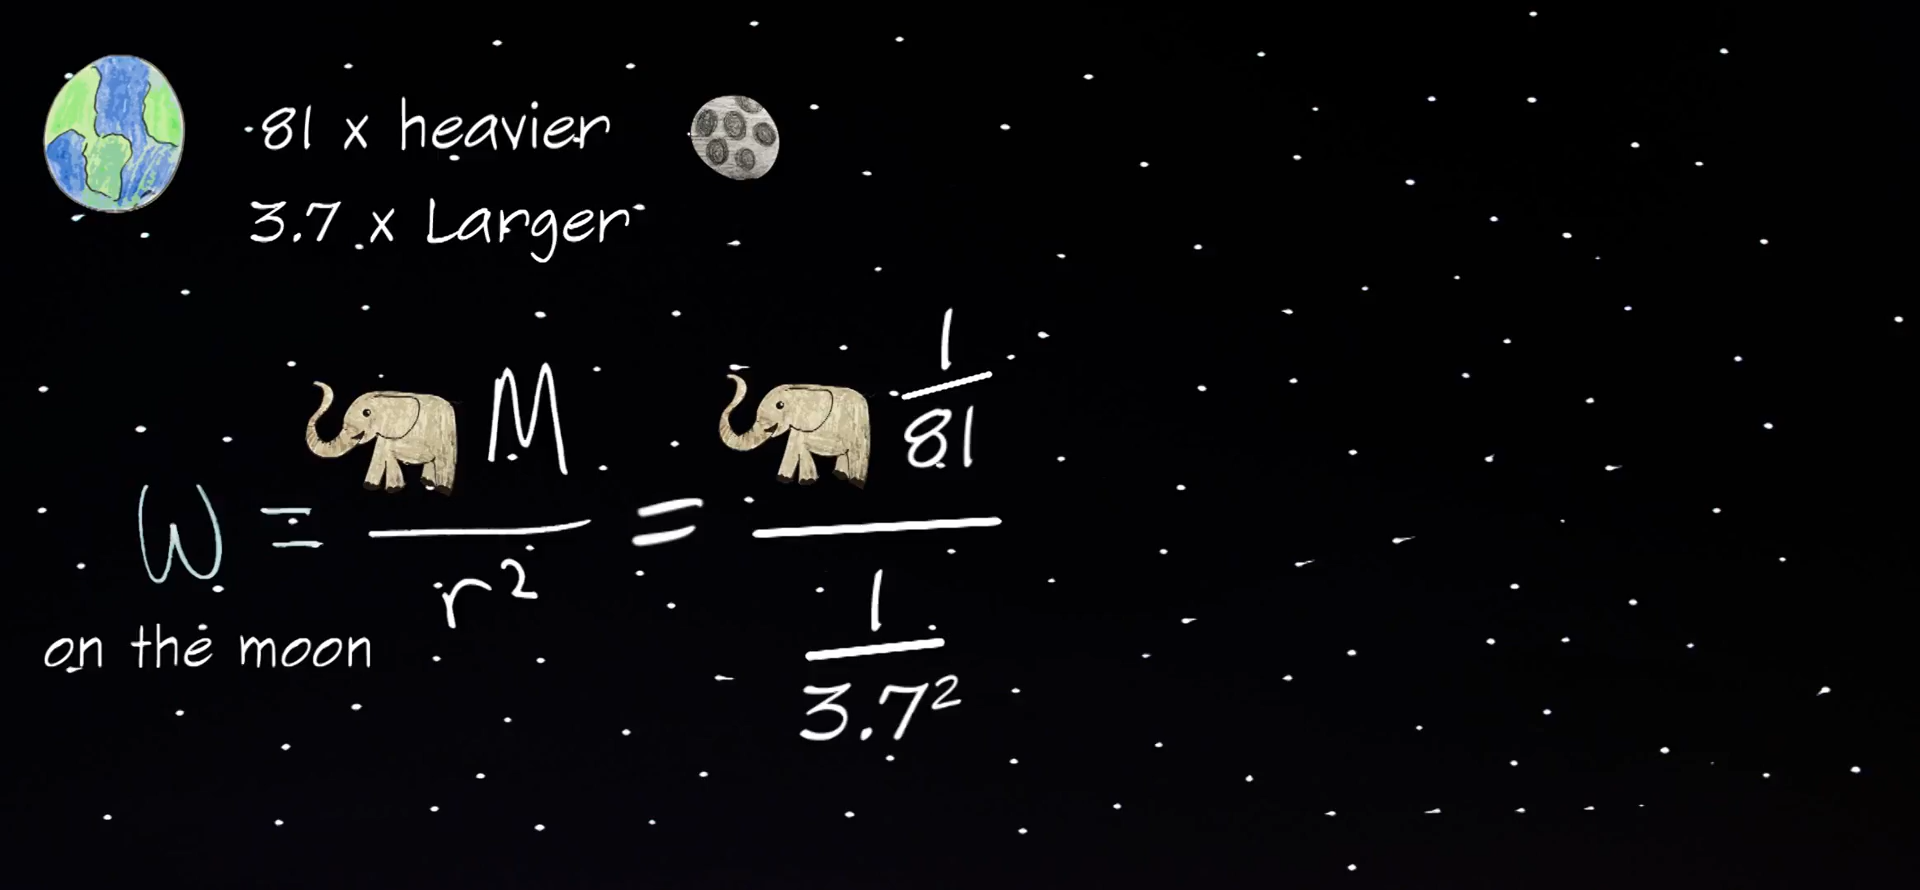 81 x heavier
3.7 x Larger
W = M / r² = 1/81 / 1/3.7²
on the moon